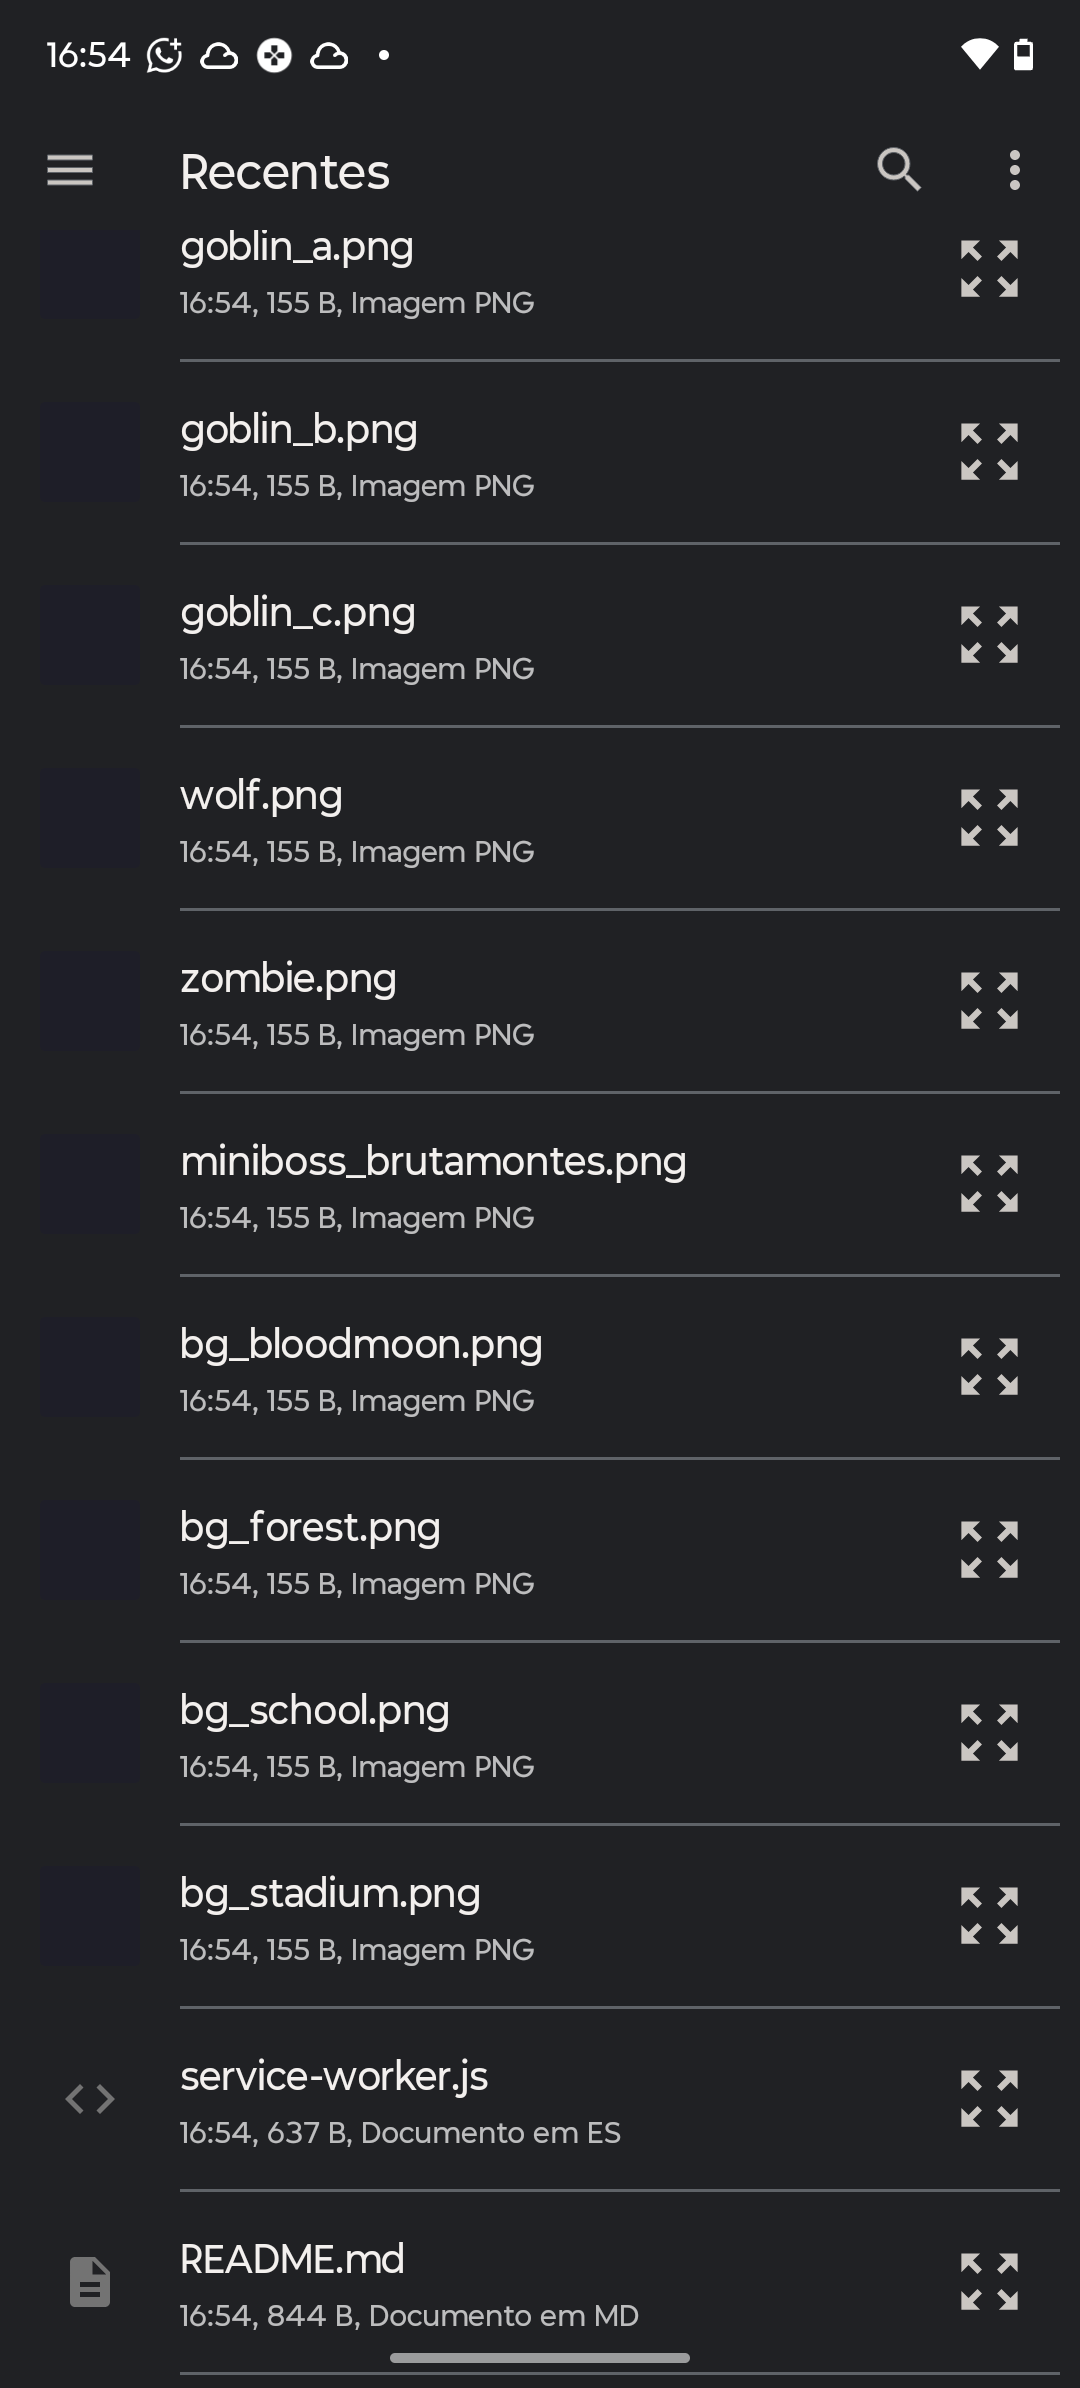 16:54
Recentes
goblin_a.png
16:54, 155 B, Imagem PNG
goblin_b.png
16:54, 155 B, Imagem PNG
goblin_c.png
16:54, 155 B, Imagem PNG
wolf.png
16:54, 155 B, Imagem PNG
zombie.png
16:54, 155 B, Imagem PNG
miniboss_brutamontes.png
16:54, 155 B, Imagem PNG
bg_bloodmoon.png
16:54, 155 B, Imagem PNG
bg_forest.png
16:54, 155 B, Imagem PNG
bg_school.png
16:54, 155 B, Imagem PNG
bg_stadium.png
16:54, 155 B, Imagem PNG
service-worker.js
16:54, 637 B, Documento em ES
README.md
16:54, 844 B, Documento em MD